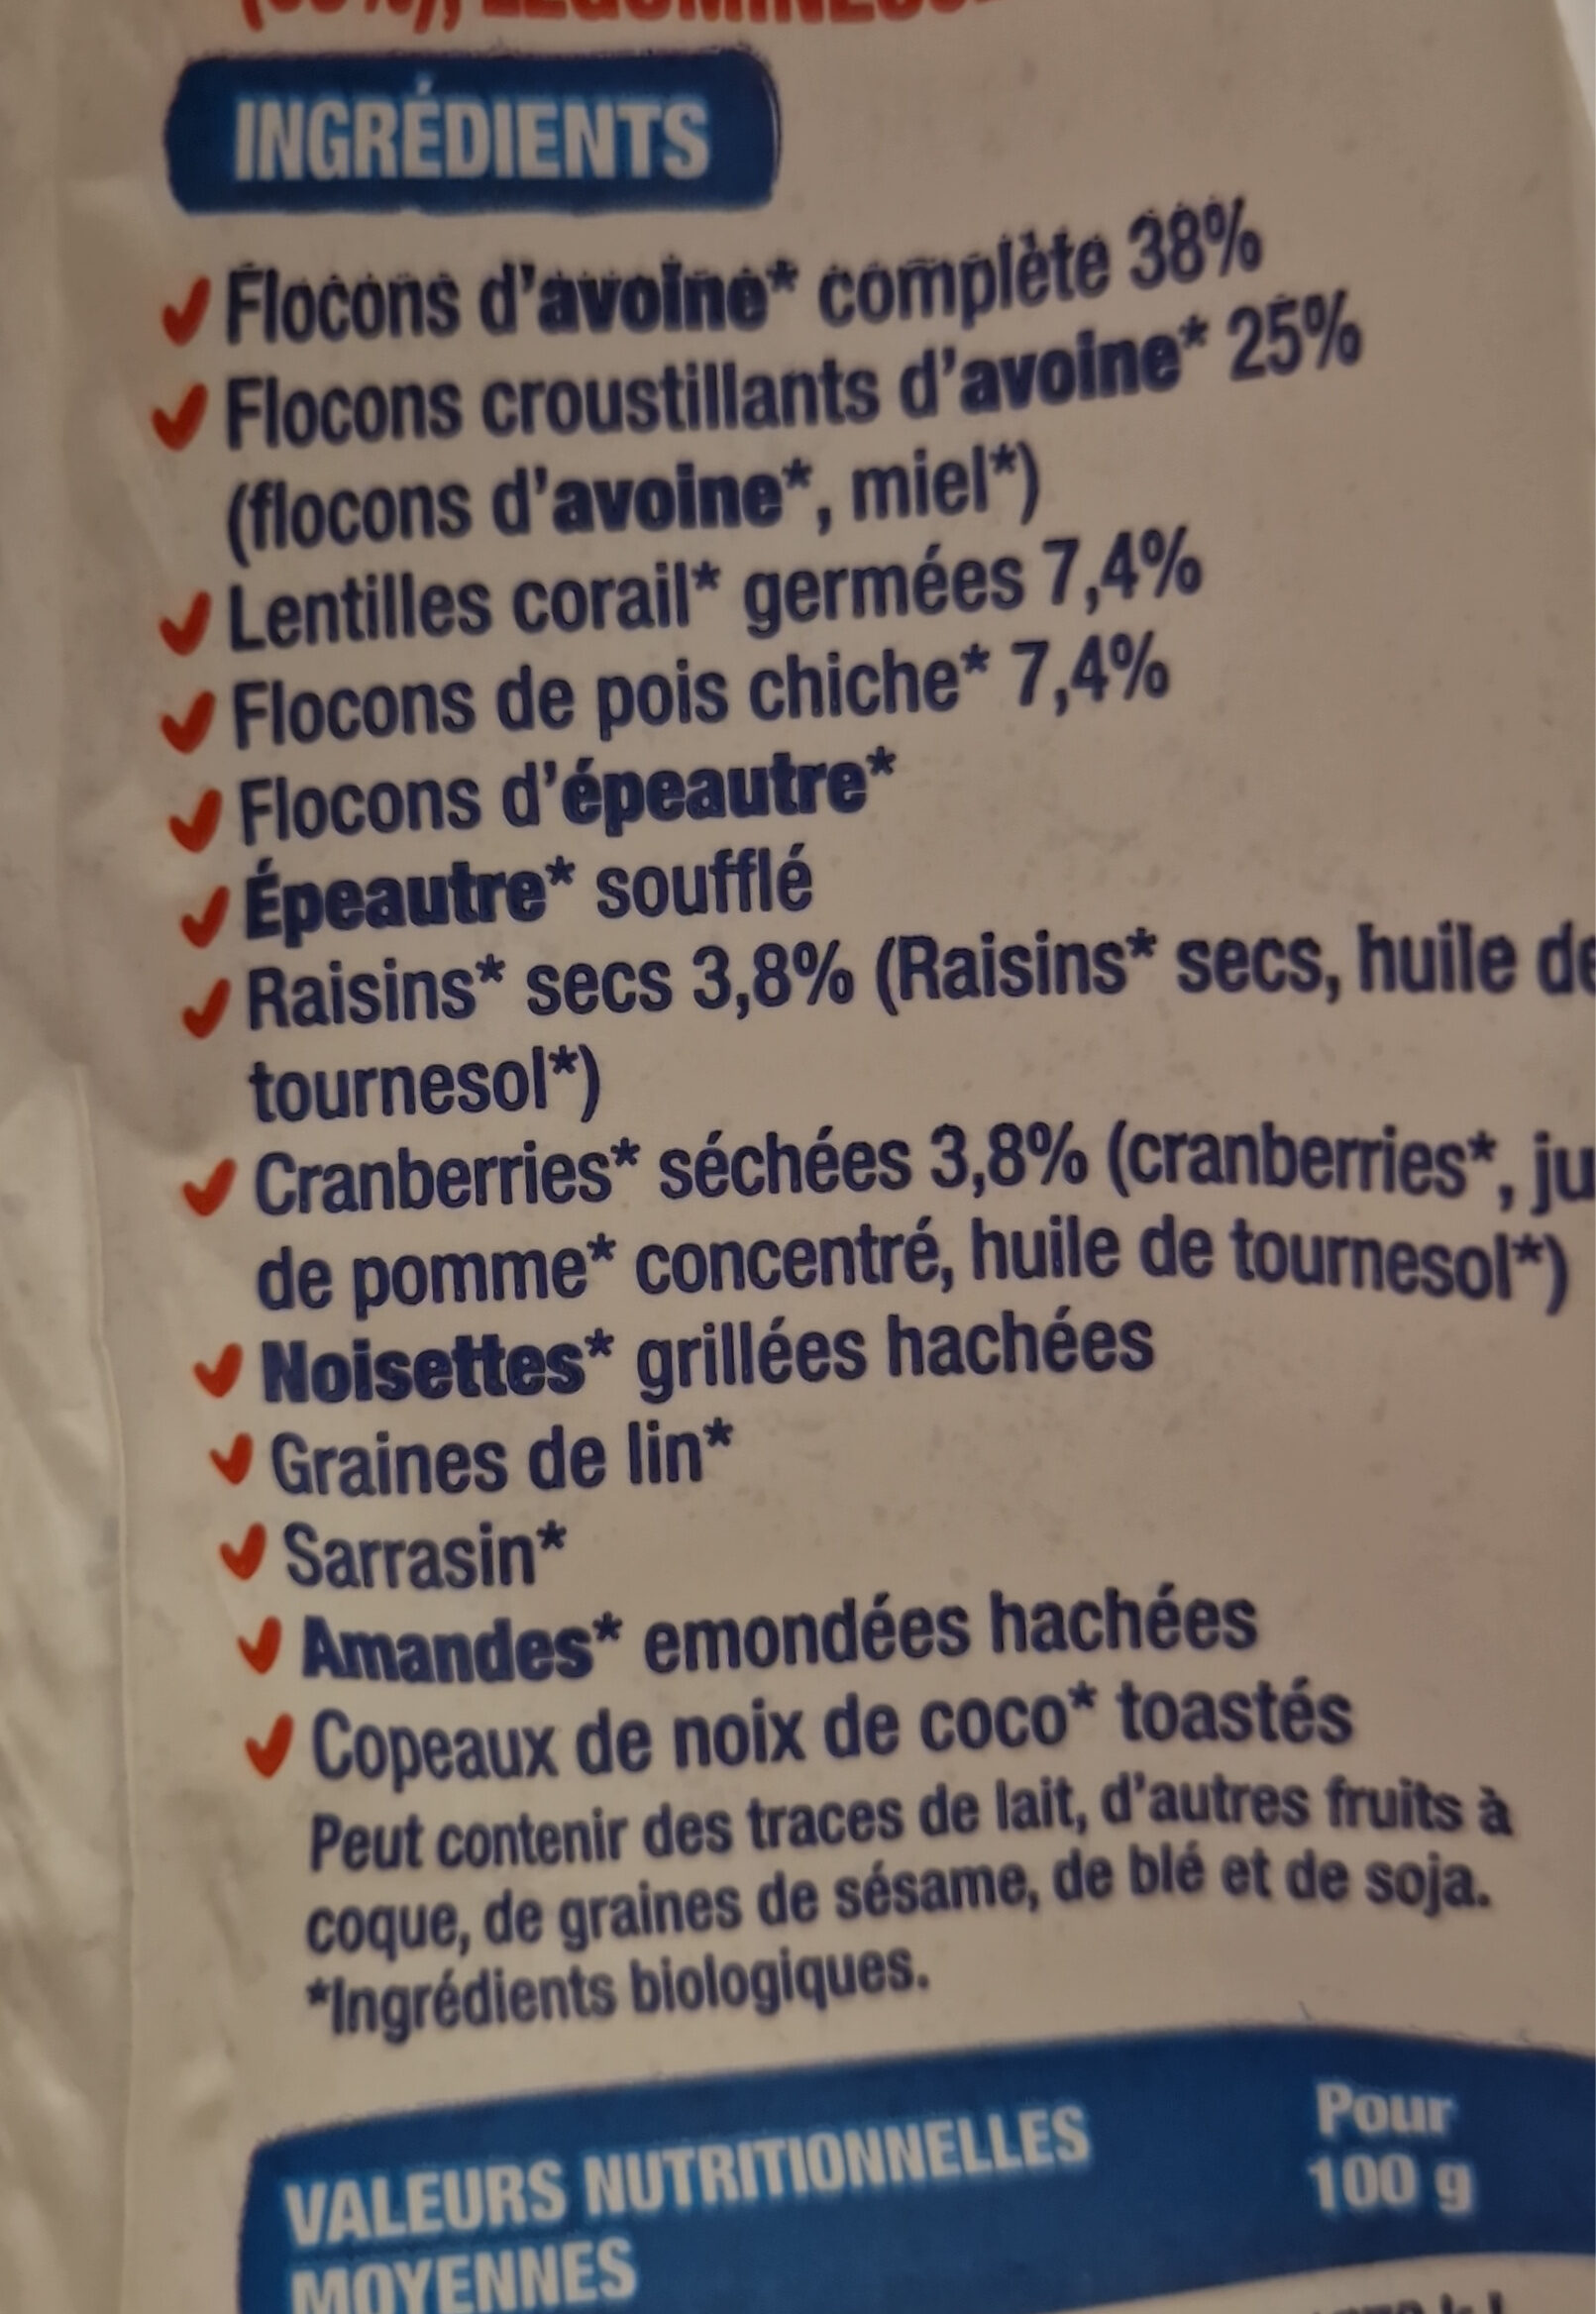 INGRÉDIENTS
Flocons d'avoine* complète 38%
Flocons croustillants d'avoine* 25%
(flocons d'avoine*, miel*)
Lentilles corail* germées 7,4%
Flocons de pois chiche* 7,4%
Flocons d'épeautre*
Épeautre* soufflé
Raisins* secs 3,8% (Raisins* secs, huile de
tournesol*)
Cranberries* séchées 3,8% (cranberries*, ju
de pomme* concentré, huile de tournesol*)
Noisettes* grillées hachées
Graines de lin*
Sarrasin*
Amandes* emondées hachées
Copeaux de noix de coco* toastés
Peut contenir des traces de lait, d'autres fruits à
coque, de graines de sésame, de blé et de soja.
*Ingrédients biologiques.
VALEURS NUTRITIONNELLES
MOYENNES
Pour
100 g